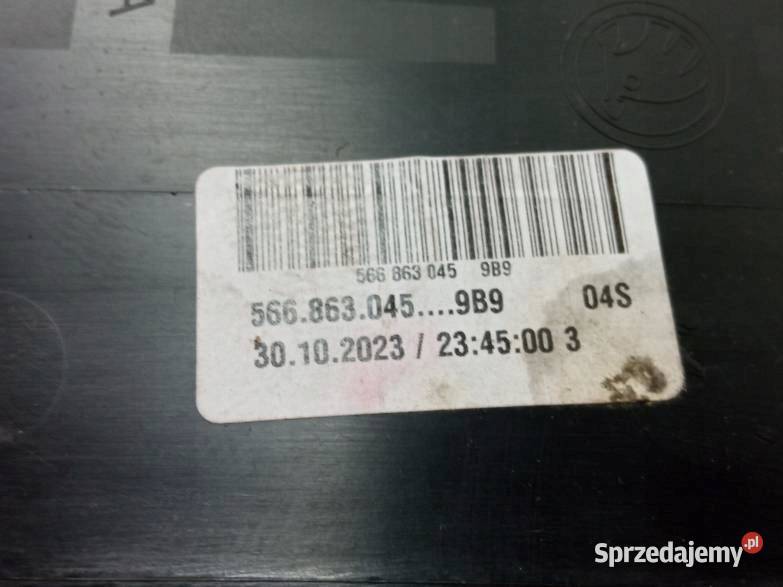 A
566 863 045 9B9
566.863.045....9B9 04S
30.10.2023 / 23:45:00 3
Sprzedajemy.pl